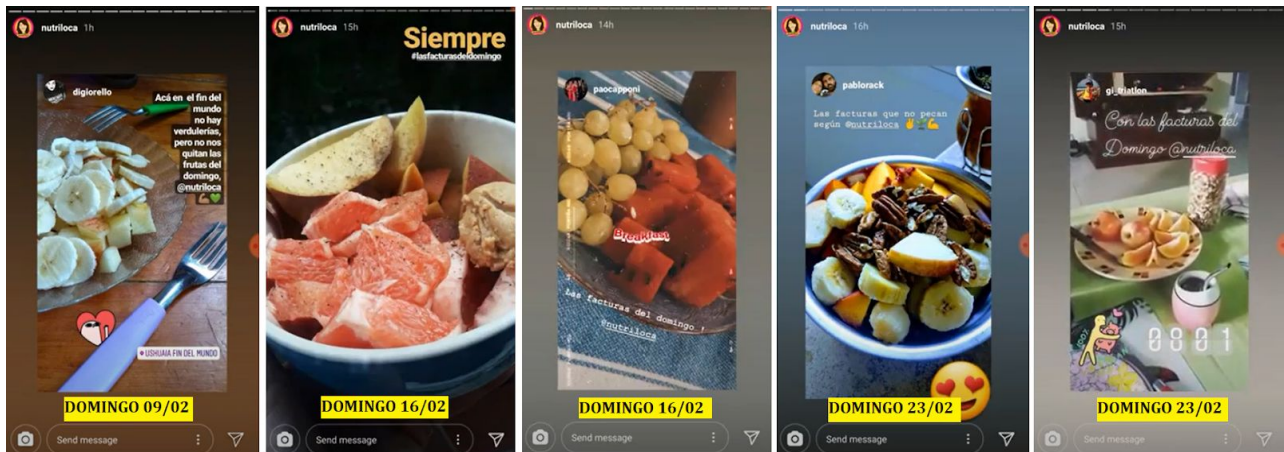 nutriloca 1h
digiorello
Acá en el fin del
mundo
no hay
verdulerías,
pero no nos
quitan las
frutas del
domingo,
@nutriloca
USHUAIA FIN DEL MUNDO
DOMINGO 09/02
Send message
nutriloca 15h
Siempre
#lasfacturasdeldomingo
DOMINGO 16/02
Send message
nutriloca 14h
paocapponi
Breakfast
Las facturas del domingo !
@nutriloca
DOMINGO 16/02
Send message
nutriloca 16h
pablorack
Las facturas que no pecan
según @nutriloca
DOMINGO 23/02
Send message
nutriloca 15h
gi_triatlon
Con las facturas del
Domingo @nutriloca
0801
DOMINGO 23/02
Send message